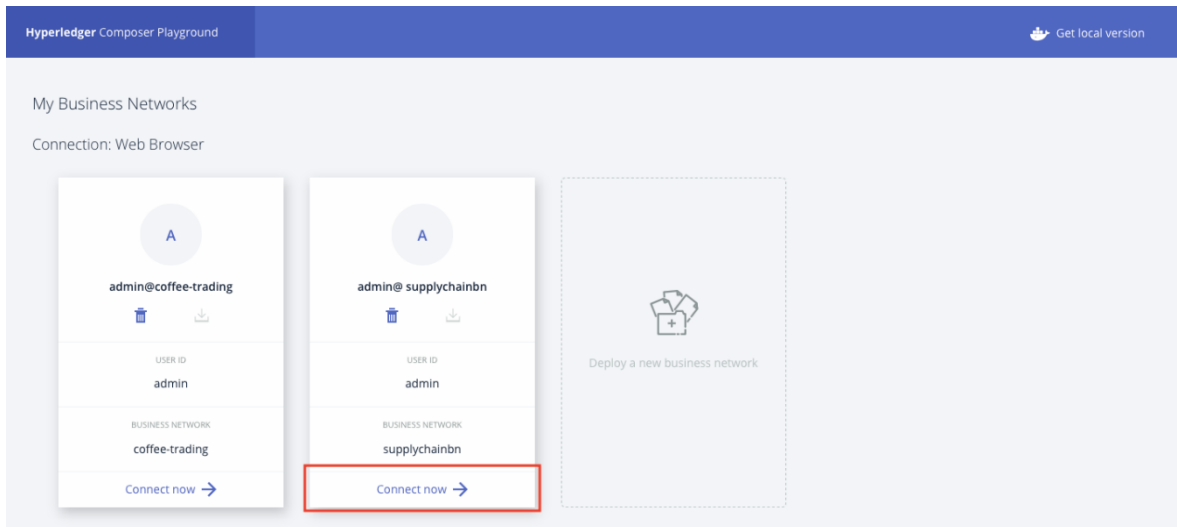 Hyperledger Composer Playground
Get local version
My Business Networks
Connection: Web Browser
A
admin@coffee-trading
USER ID
admin
BUSINESS NETWORK
coffee-trading
Connect now
A
admin@ supplychainbn
USER ID
admin
BUSINESS NETWORK
supplychainbn
Connect now
Deploy a new business network